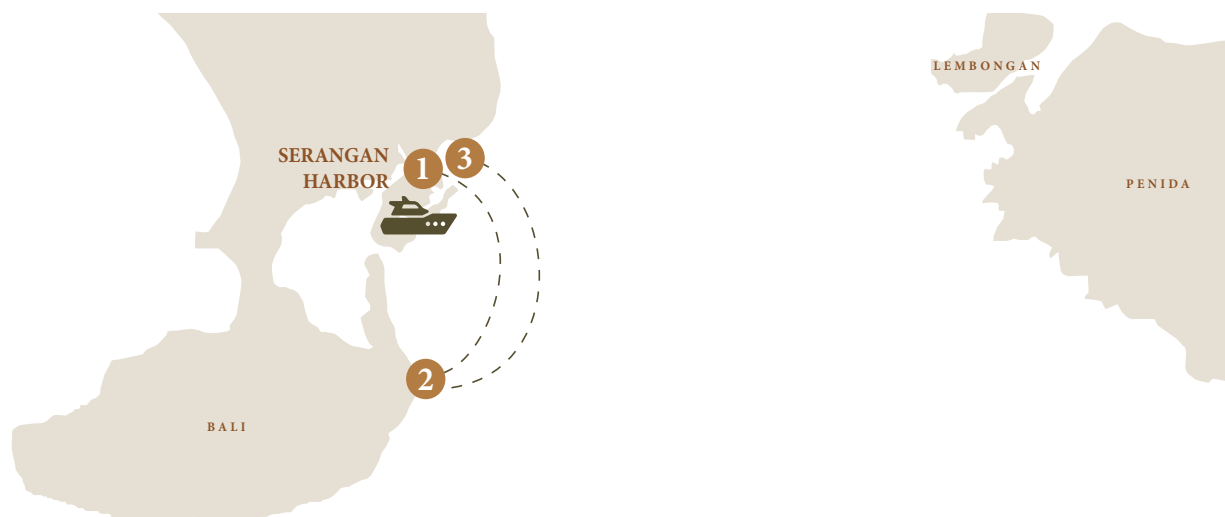 LEMBONGAN
SERANGAN
HARBOR
1
3
PENIDA
2
BALI